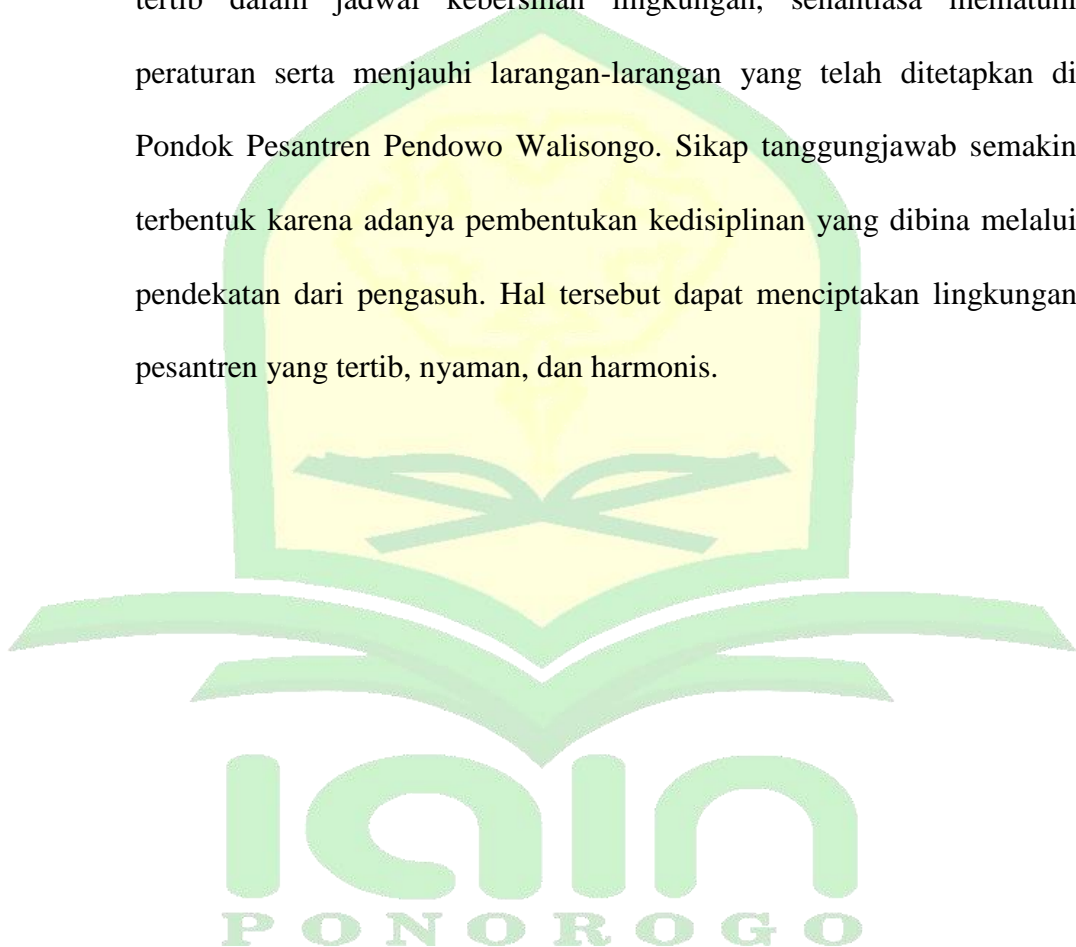 tertib dalam jadwal kebersihan lingkungan, senantiasa mematuhi
peraturan serta menjauhi larangan-larangan yang telah ditetapkan di
Pondok Pesantren Pendowo Walisongo. Sikap tanggungjawab semakin
terbentuk karena adanya pembentukan kedisiplinan yang dibina melalui
pendekatan dari pengasuh. Hal tersebut dapat menciptakan lingkungan
pesantren yang tertib, nyaman, dan harmonis.
IAIN
PONOROGO